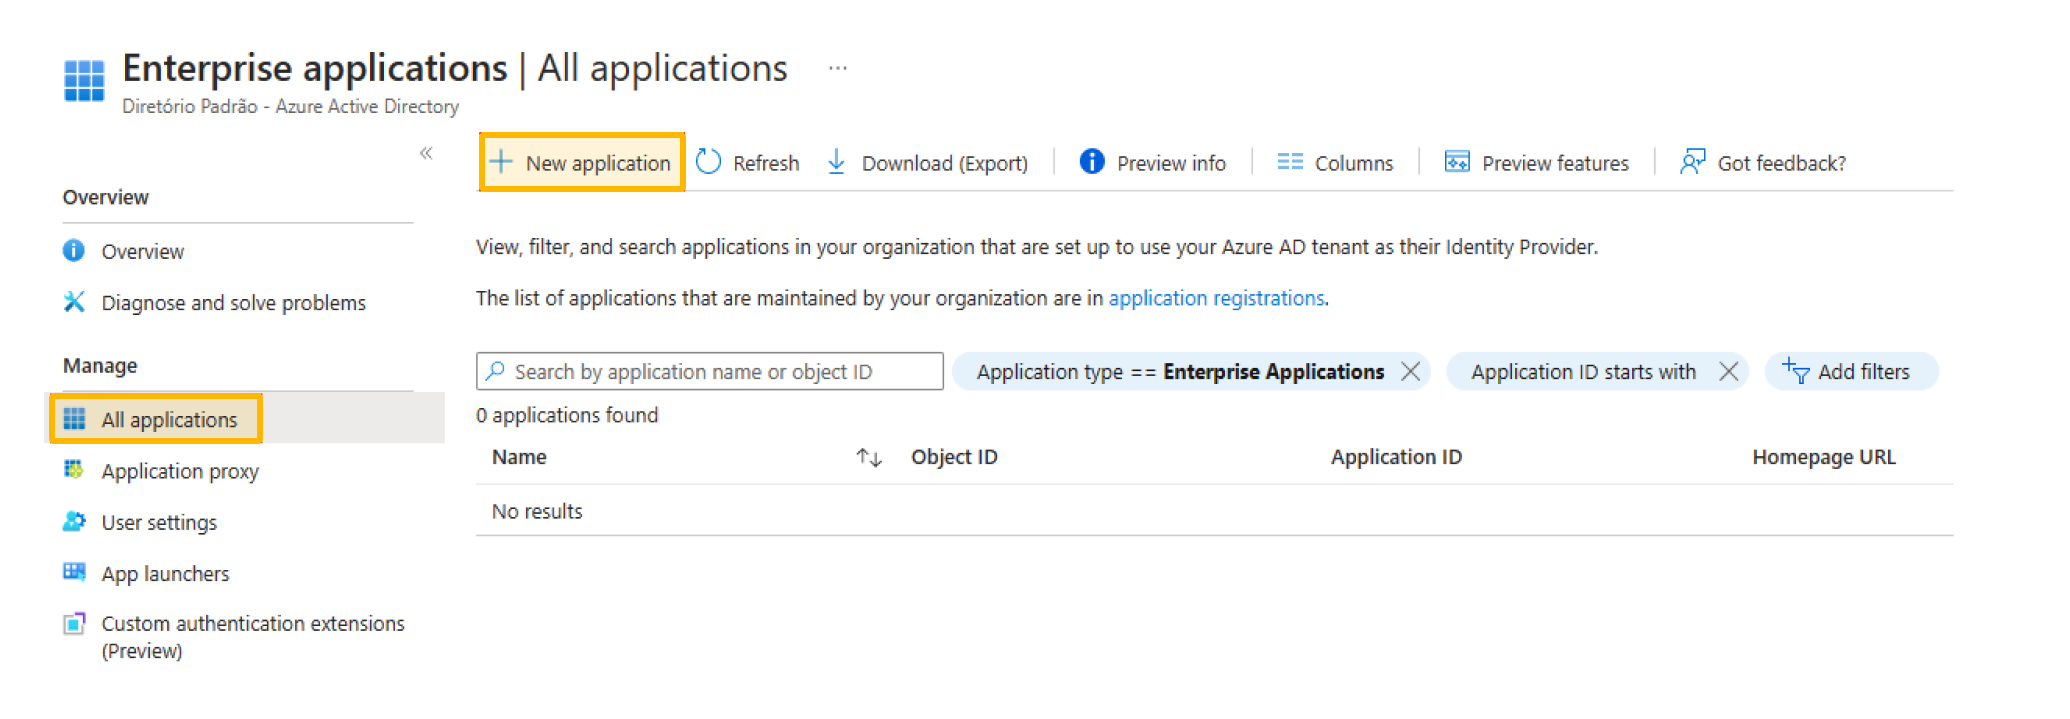 Enterprise applications | All applications ...
Diretório Padrão - Azure Active Directory
«
New application Refresh Download (Export) Preview info Columns Preview features Got feedback?
Overview
Overview
Diagnose and solve problems
Manage
All applications
Application proxy
User settings
App launchers
Custom authentication extensions
(Preview)
View, filter, and search applications in your organization that are set up to use your Azure AD tenant as their Identity Provider.
The list of applications that are maintained by your organization are in application registrations.
Search by application name or object ID Application type == Enterprise Applications Application ID starts with Add filters
0 applications found
Name Object ID Application ID Homepage URL
No results